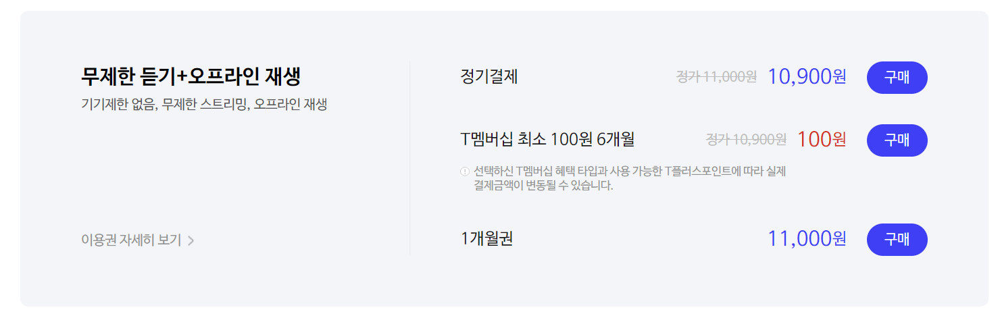 무제한 듣기+오프라인 재생
기기제한 없음, 무제한 스트리밍, 오프라인 재생
이용권 자세히 보기 >
정기결제 정가 11,000원 10,900원 구매
T멤버십 최소 100원 6개월 정가 10,900원 100원 구매
선택하신 T멤버십 혜택 타입과 사용 가능한 T플러스포인트에 따라 실제
결제금액이 변동될 수 있습니다.
1개월권 11,000원 구매